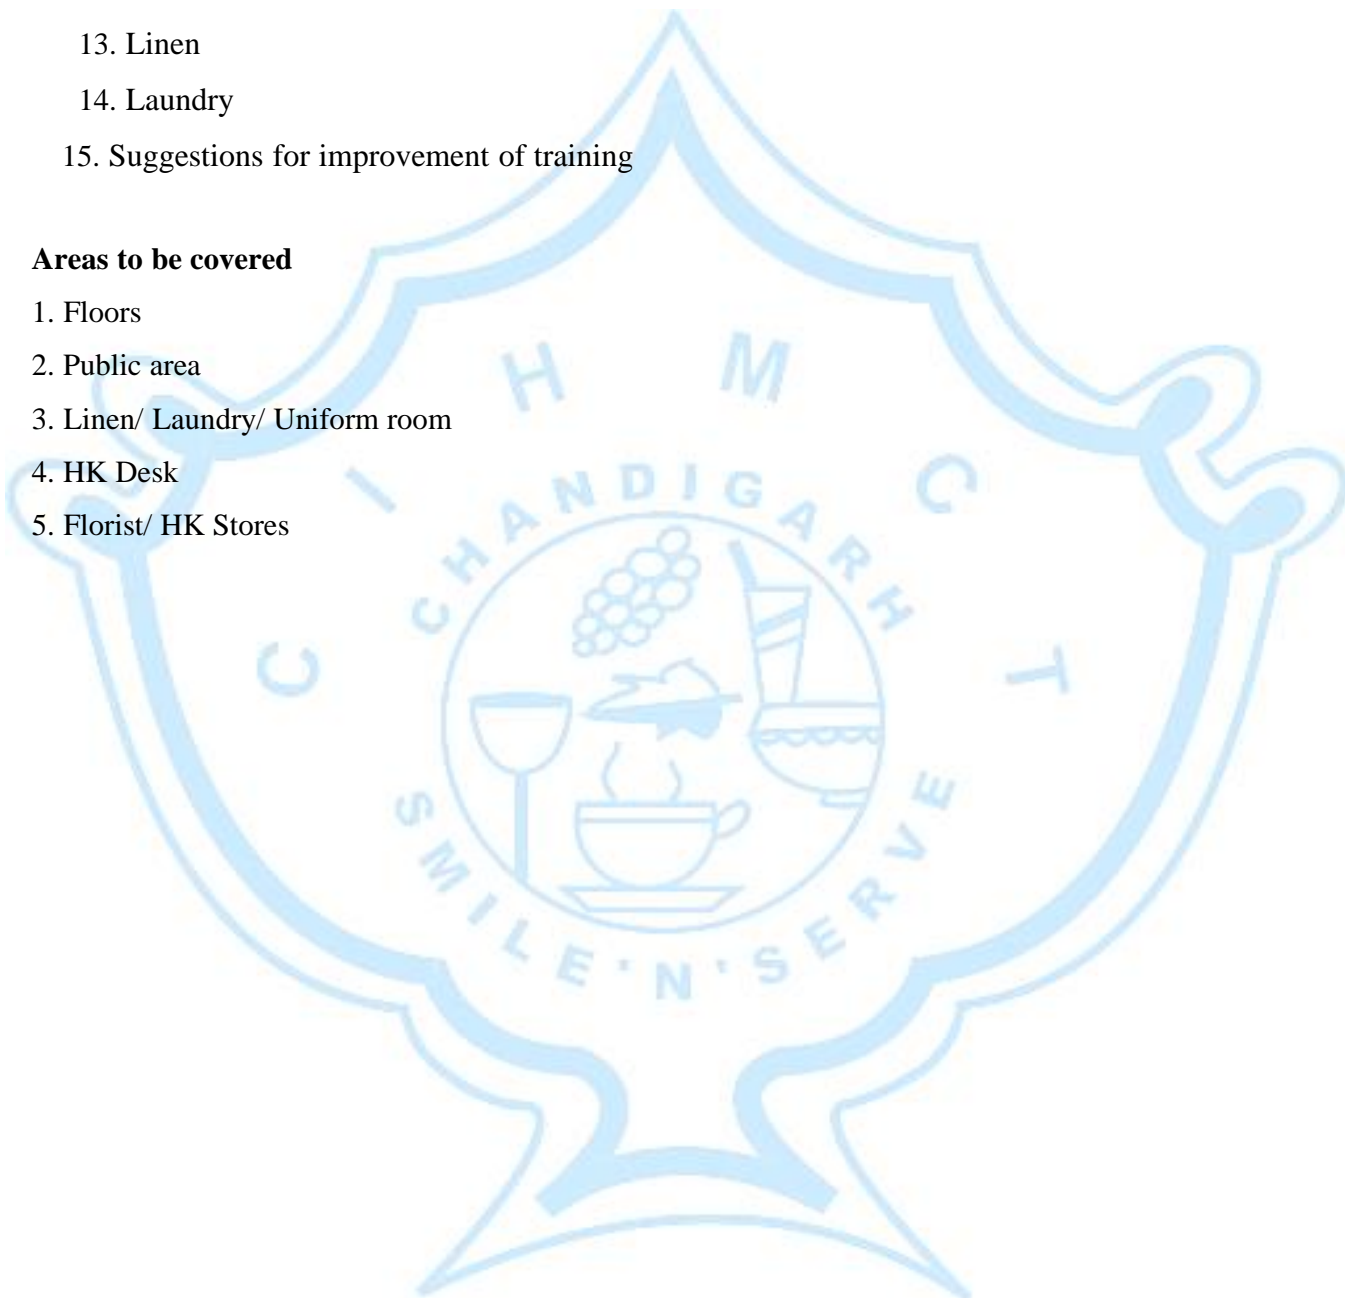 13. Linen
14. Laundry
15. Suggestions for improvement of training
Areas to be covered
1. Floors
2. Public area
3. Linen/ Laundry/ Uniform room
4. HK Desk
5. Florist/ HK Stores
C I H M C T
CHANDIGARH
SMILE'N'SERVE